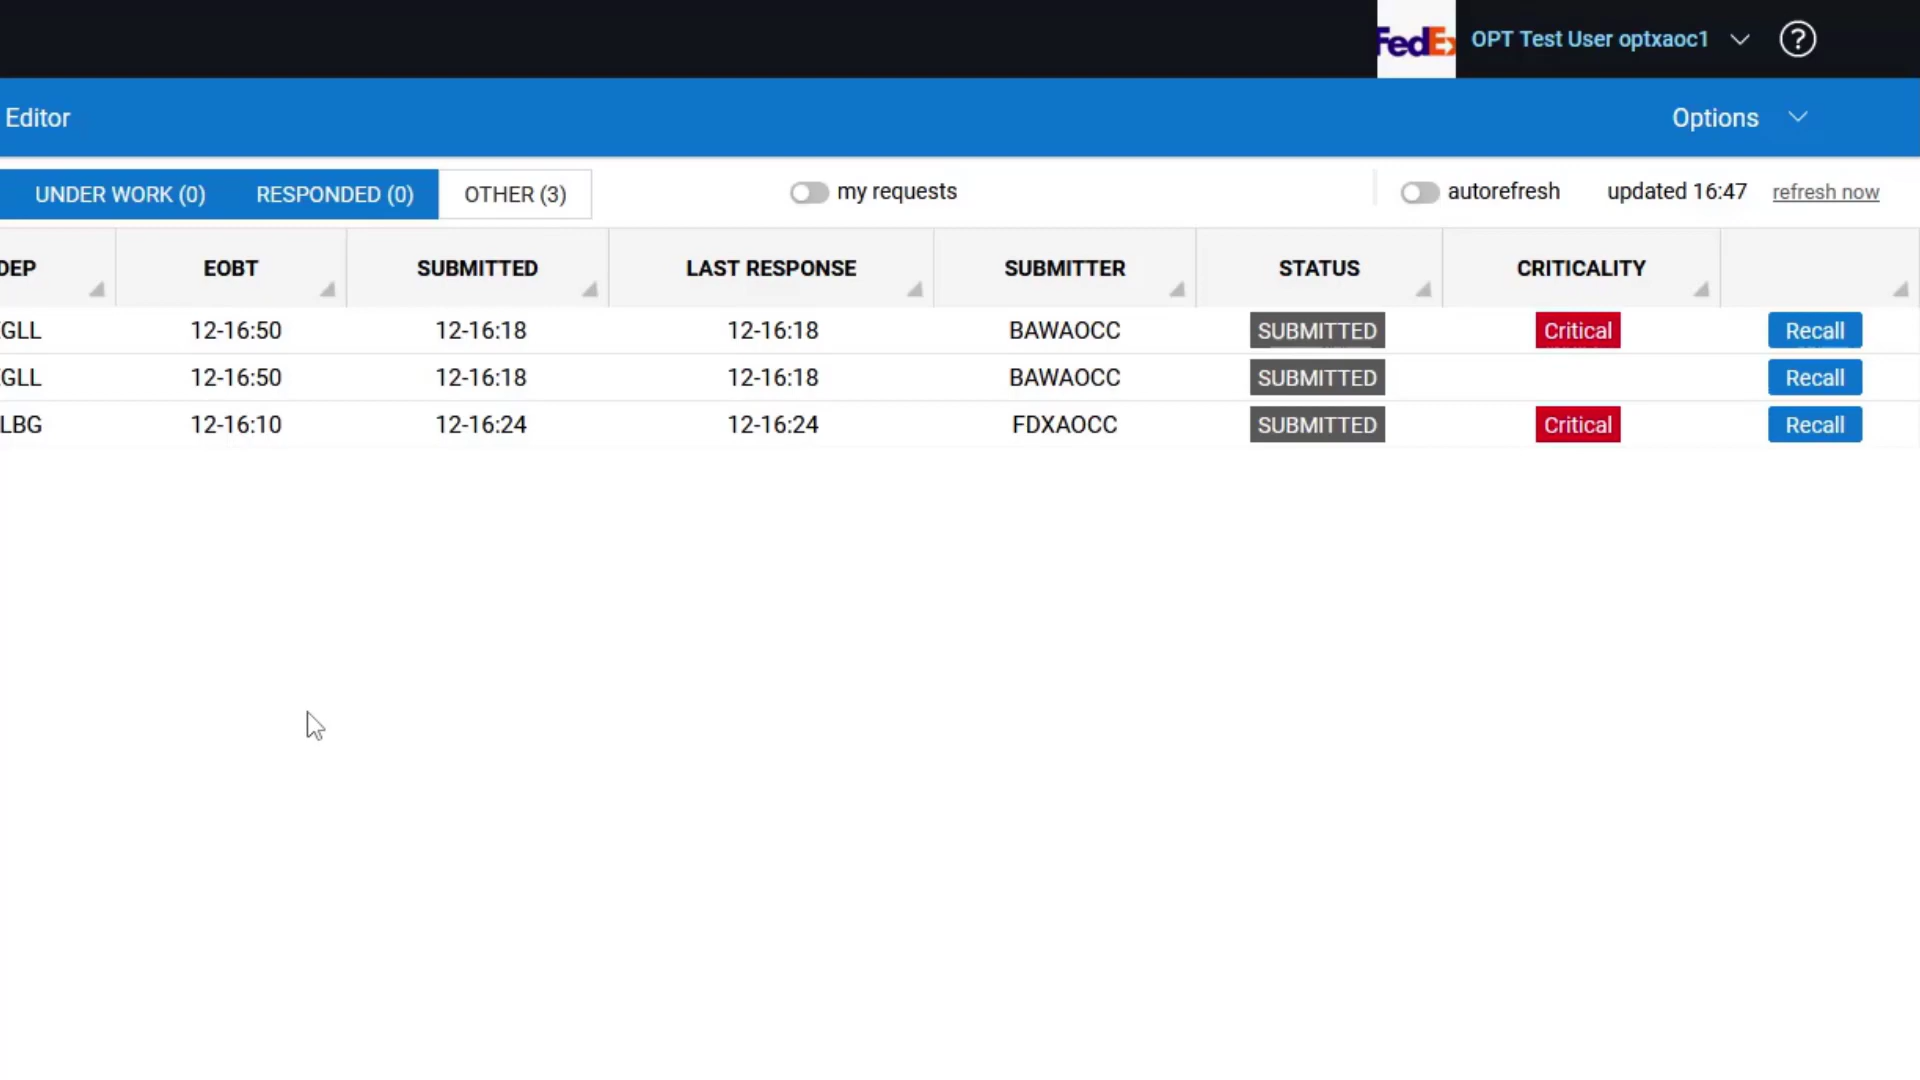 FedEx OPT Test User optxaoc1 ?
Editor Options
UNDER WORK (0) RESPONDED (0) OTHER (3) my requests autorefresh updated 16:47 refresh now
DEP EOBT SUBMITTED LAST RESPONSE SUBMITTER STATUS CRITICALITY
GLL 12-16:50 12-16:18 12-16:18 BAWAOCC SUBMITTED Critical Recall
GLL 12-16:50 12-16:18 12-16:18 BAWAOCC SUBMITTED Recall
LBG 12-16:10 12-16:24 12-16:24 FDXAOCC SUBMITTED Critical Recall